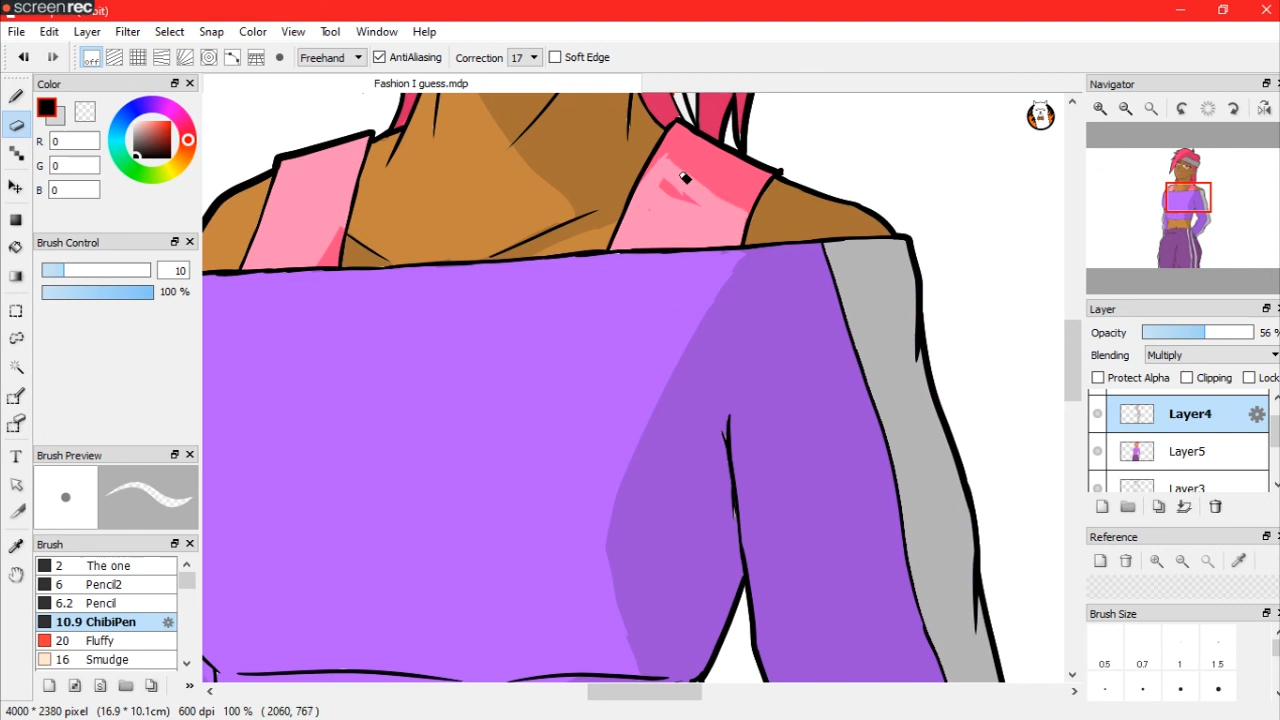 screenrec
bit)
File Edit Layer Filter Select Snap Color View Tool Window Help
off Freehand AntiAliasing Correction 17 Soft Edge
Color
Fashion I guess.mdp
Navigator
R 0
G 0
B 0
Brush Control
10
100 %
Layer
Opacity 56 %
Blending Multiply
Protect Alpha Clipping Lock
Layer4
Layer5
Layer3
Brush Preview
Reference
Brush
2 The one
6 Pencil2
6.2 Pencil
10.9 ChibiPen
20 Fluffy
16 Smudge
Brush Size
0.5 0.7 1 1.5
4000 * 2380 pixel (16.9 * 10.1cm) 600 dpi 100 % ( 2060, 767 )